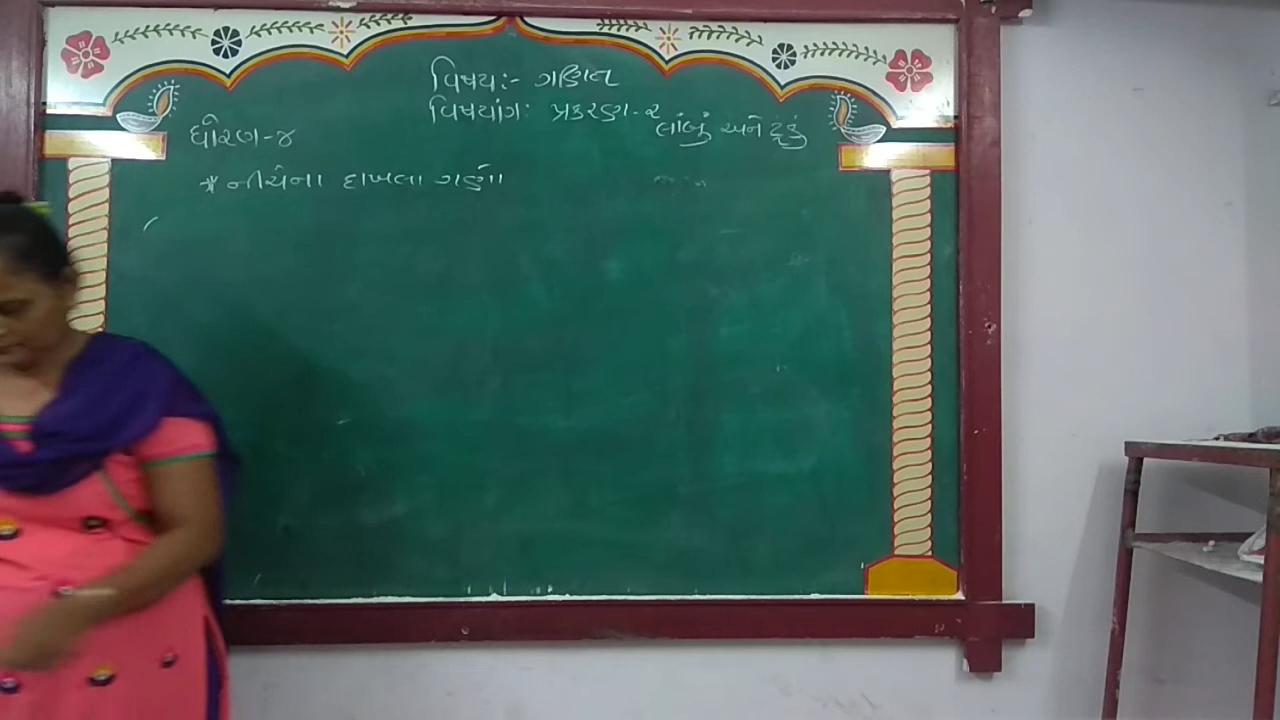 વિષયઃ- ગણિત
વિષયાંગઃ પ્રકરણ-૨
લાંબું અને ટૂંકું
ધોરણ-૪
* નીચેના દાખલા ગણો